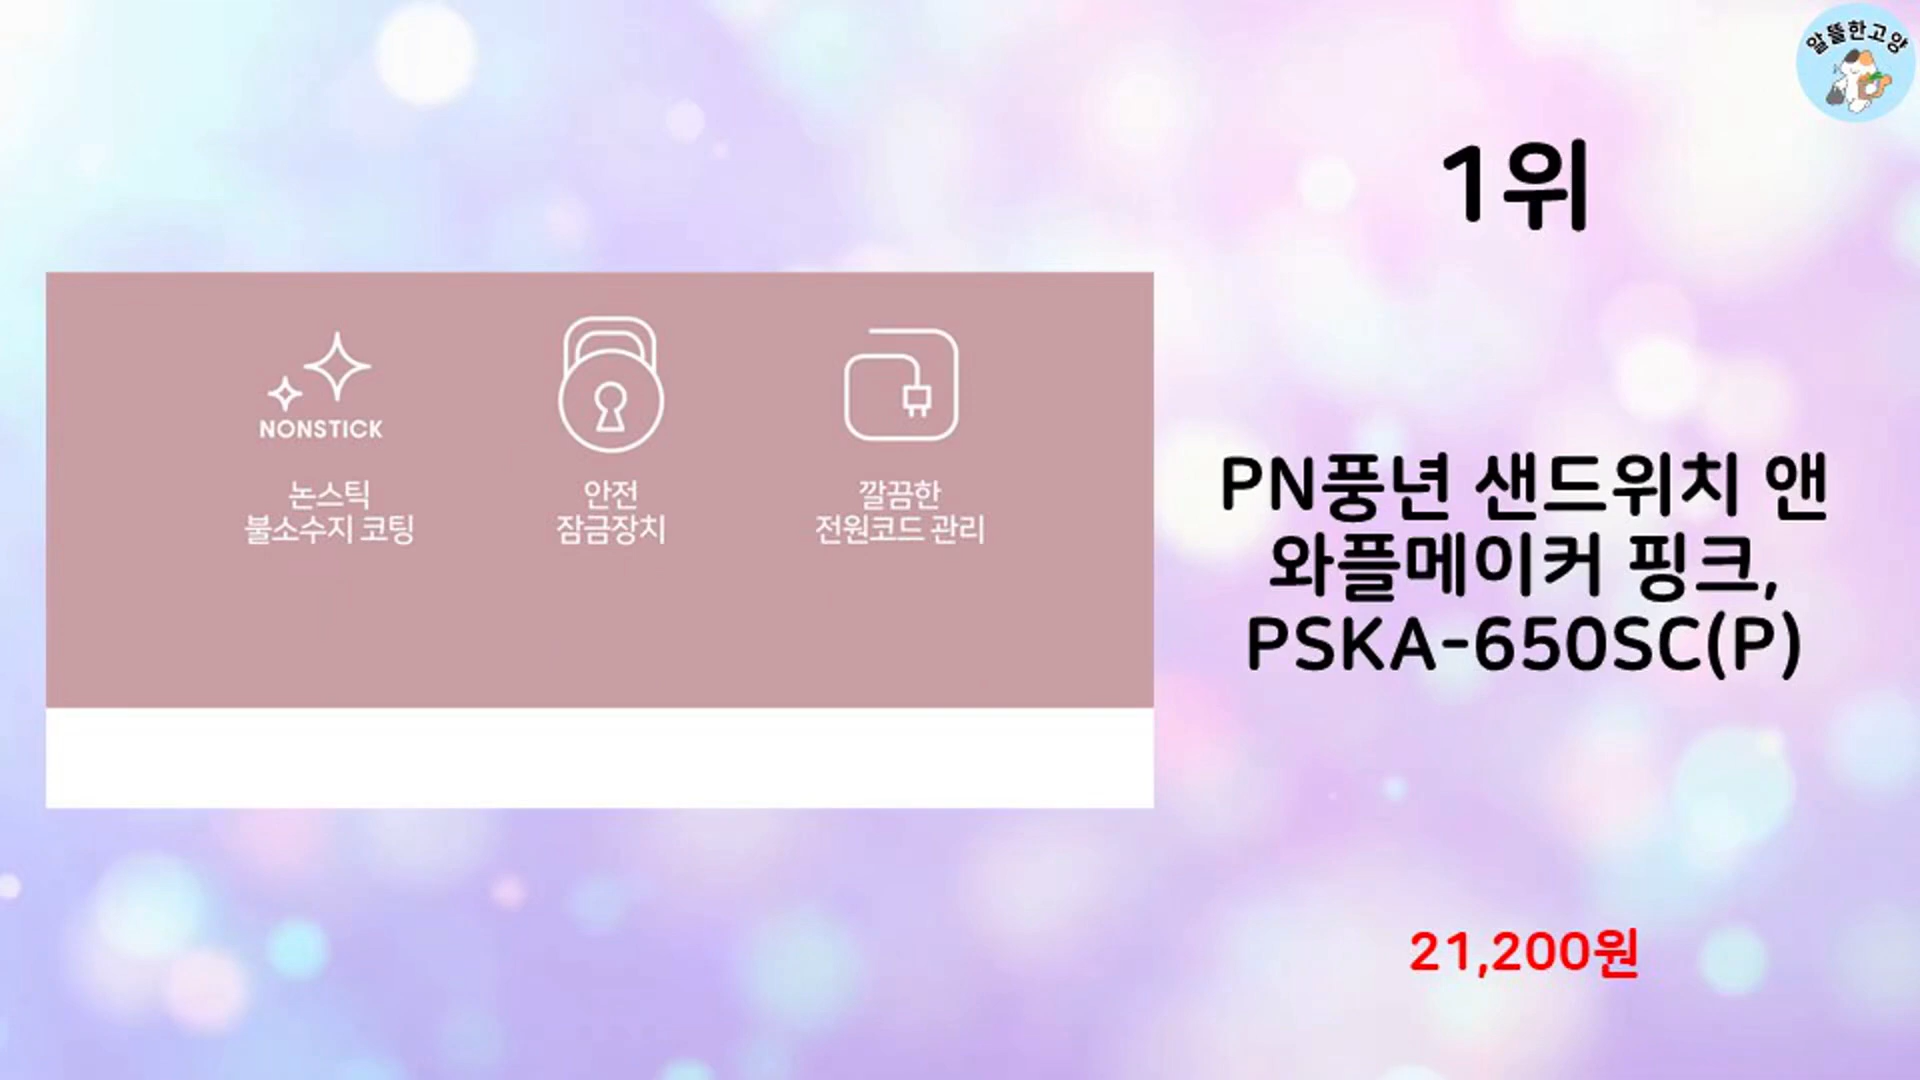 알뜰한고양
1위
NONSTICK
논스틱
불소수지 코팅
안전
잠금장치
깔끔한
전원코드 관리
PN풍년 샌드위치 앤
와플메이커 핑크,
PSKA-650SC(P)
21,200원